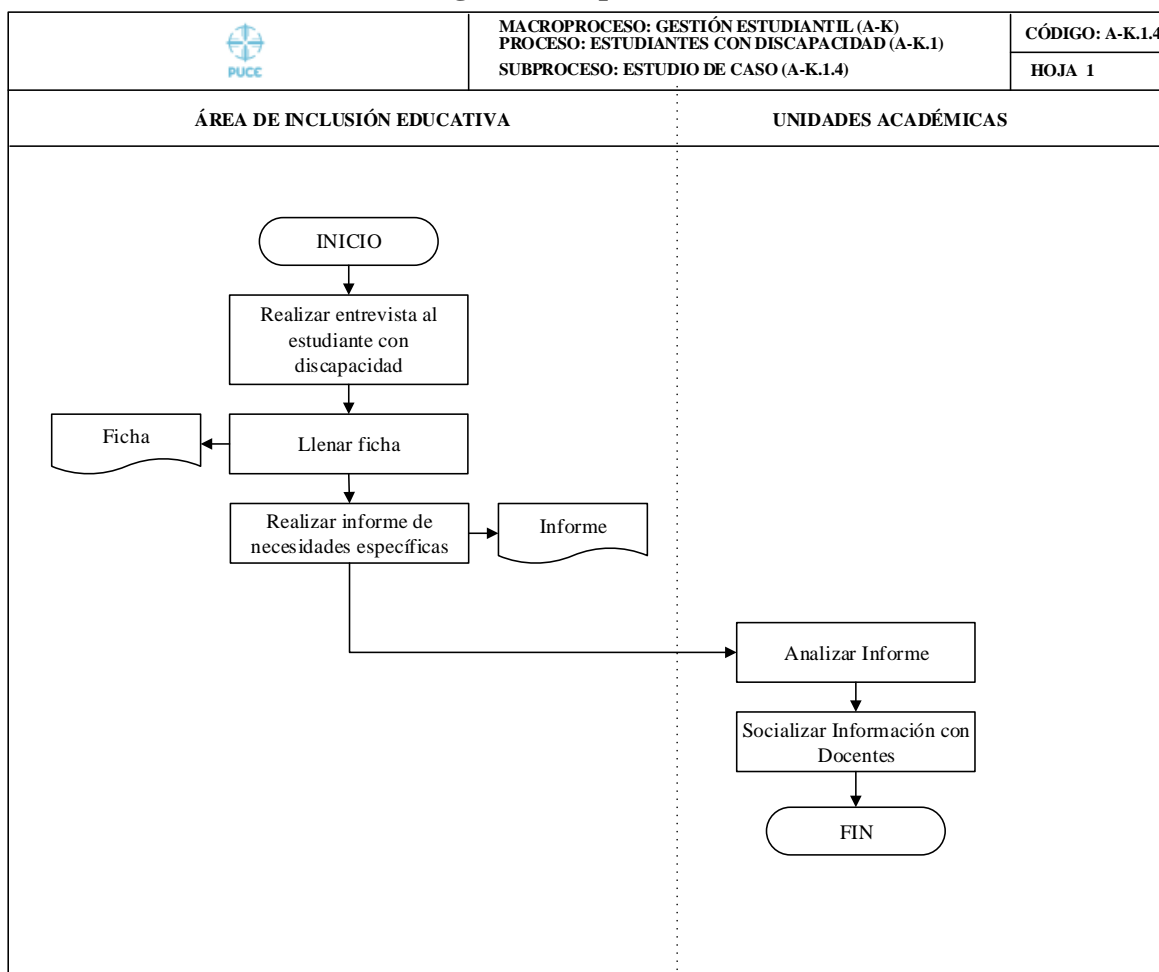 PUCE
MACROPROCESO: GESTIÓN ESTUDIANTIL (A-K)
PROCESO: ESTUDIANTES CON DISCAPACIDAD (A-K.1)
SUBPROCESO: ESTUDIO DE CASO (A-K.1.4)
CÓDIGO: A-K.1.4
HOJA 1
ÁREA DE INCLUSIÓN EDUCATIVA
UNIDADES ACADÉMICAS
INICIO
Realizar entrevista al
estudiante con
discapacidad
Ficha
Llenar ficha
Realizar informe de
necesidades específicas
Informe
Analizar Informe
Socializar Información con
Docentes
FIN